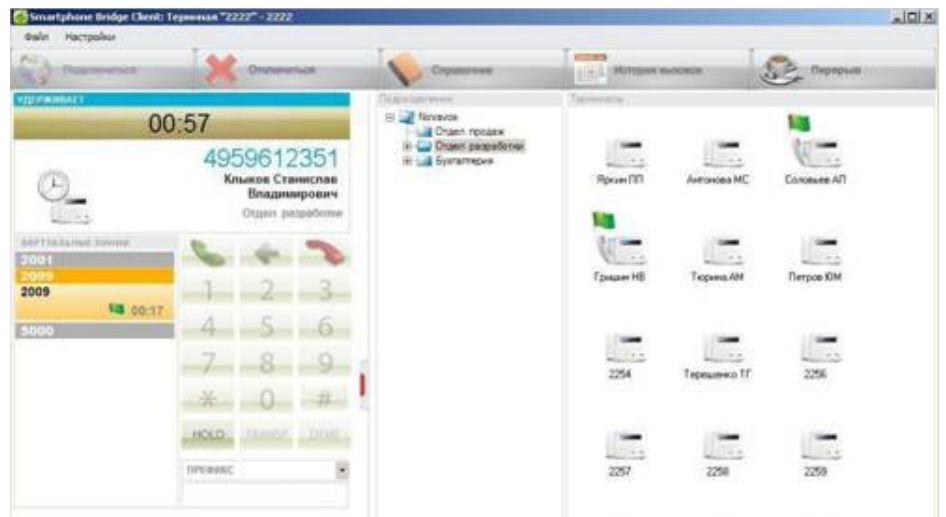 Smartphone Bridge Client: Терминал "2222" - 2222
Файл Настройки
Подключиться Отключиться Справочник История вызовов Перерыв
УДЕРЖИВАЕТ
00:57
4959612351
Клыков Станислав
Владимирович
Отдел разработки
ВИРТУАЛЬНЫЕ ЛИНИИ
2001
2099
2009
00:17
5000
1 2 3
4 5 6
7 8 9
* 0 #
HOLD
ПРЕФИКС
Подразделения
Novavox
Отдел продаж
Отдел разработки
Бухгалтерия
Терминалы
Яркин ПП Антонова МС Соловьев АП
Гришин НВ Тюрина АМ Петров ЮМ
2254 Терещенко ТГ 2256
2257 2258 2259